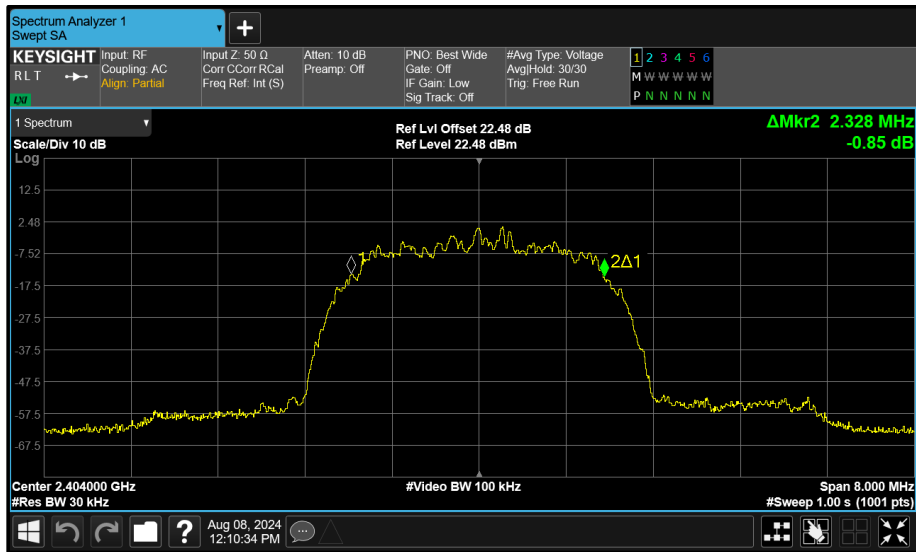 Spectrum Analyzer 1
Swept SA
KEYSIGHT
RLT
LXI
Input: RF
Coupling: AC
Align: Partial
Input Z: 50 Ω
Corr CCorr RCal
Freq Ref: Int (S)
Atten: 10 dB
Preamp: Off
PNO: Best Wide
Gate: Off
IF Gain: Low
Sig Track: Off
#Avg Type: Voltage
Avg|Hold: 30/30
Trig: Free Run
1 2 3 4 5 6
M W W W W W
P N N N N N
1 Spectrum
Scale/Div 10 dB
Ref Lvl Offset 22.48 dB
Ref Level 22.48 dBm
ΔMkr2 2.328 MHz
-0.85 dB
Log
12.5
2.48
-7.52
-17.5
-27.5
-37.5
-47.5
-57.5
-67.5
1
2Δ1
Center 2.404000 GHz
#Video BW 100 kHz
Span 8.000 MHz
#Res BW 30 kHz
#Sweep 1.00 s (1001 pts)
Aug 08, 2024
12:10:34 PM